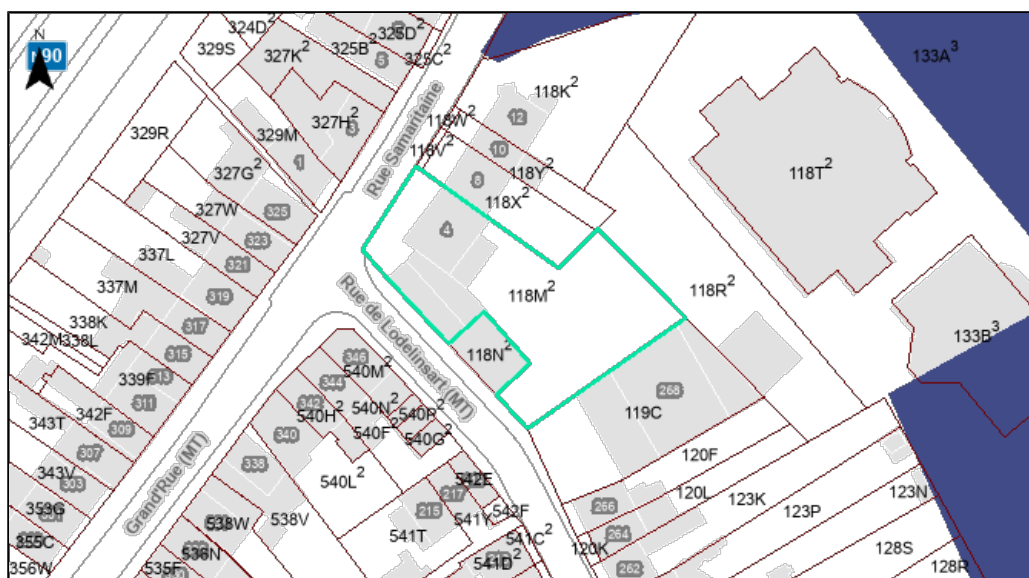 N
N90
324D²
329S
327K²
325B²
325D²
5
325C²
133A³
118K²
12
118W²
118V²
10
329R
329M
327H²
3
1
Rue Samaritaine
118Y²
8
118X²
118T²
327G²
327W
325
327V
323
321
337L
337M
319
4
118M²
118R²
338K
317
342M
338L
315
Rue de Lodelinsart (MT)
133B³
339F
313
311
346
540M²
118N²
344
342
268
119C
342F
309
343T
540H²
540N²
540P²
540F²
540G²
340
307
343V
303
338
120F
Grand'Rue (MT)
540L²
542E
217
215
120L
123K
123N
123P
353G
538W
538V
541Y
542F
266
264
355C
541T
541C²
120K
128S
356W
536N
535F
541D²
262
128R